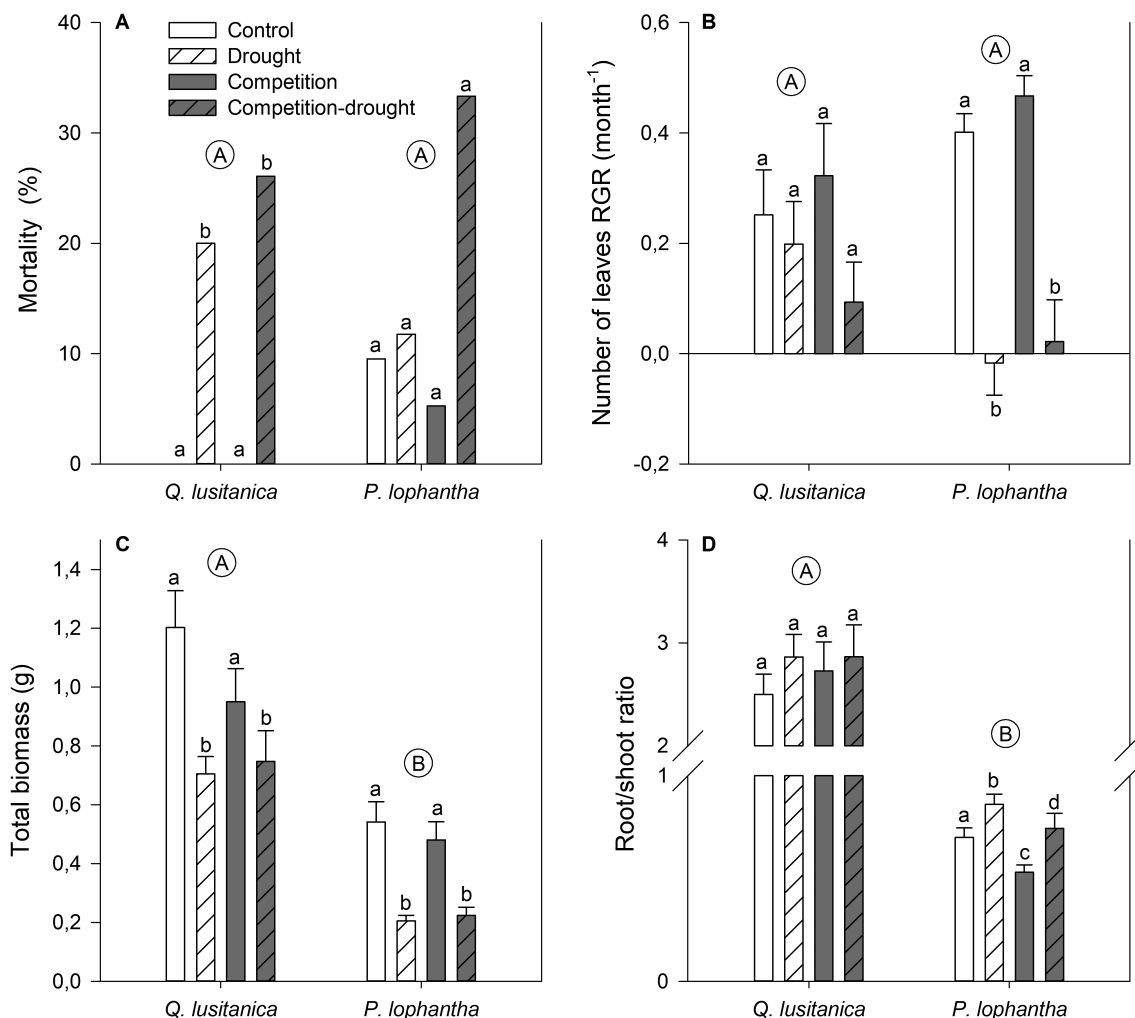 A
Control
Drought
Competition
Competition-drought
Mortality (%)
40
30
20
10
0
A
A
a
b
a
b
a
a
a
a
Q. lusitanica
P. lophantha
B
Number of leaves RGR (month-1)
0,6
0,4
0,2
0,0
-0,2
A
A
a
a
a
a
a
b
a
b
Q. lusitanica
P. lophantha
C
Total biomass (g)
1,4
1,2
1,0
0,8
0,6
0,4
0,2
0,0
A
B
a
b
a
b
a
b
a
b
Q. lusitanica
P. lophantha
D
Root/shoot ratio
4
3
2
1
0
A
B
a
a
a
a
a
b
c
d
Q. lusitanica
P. lophantha